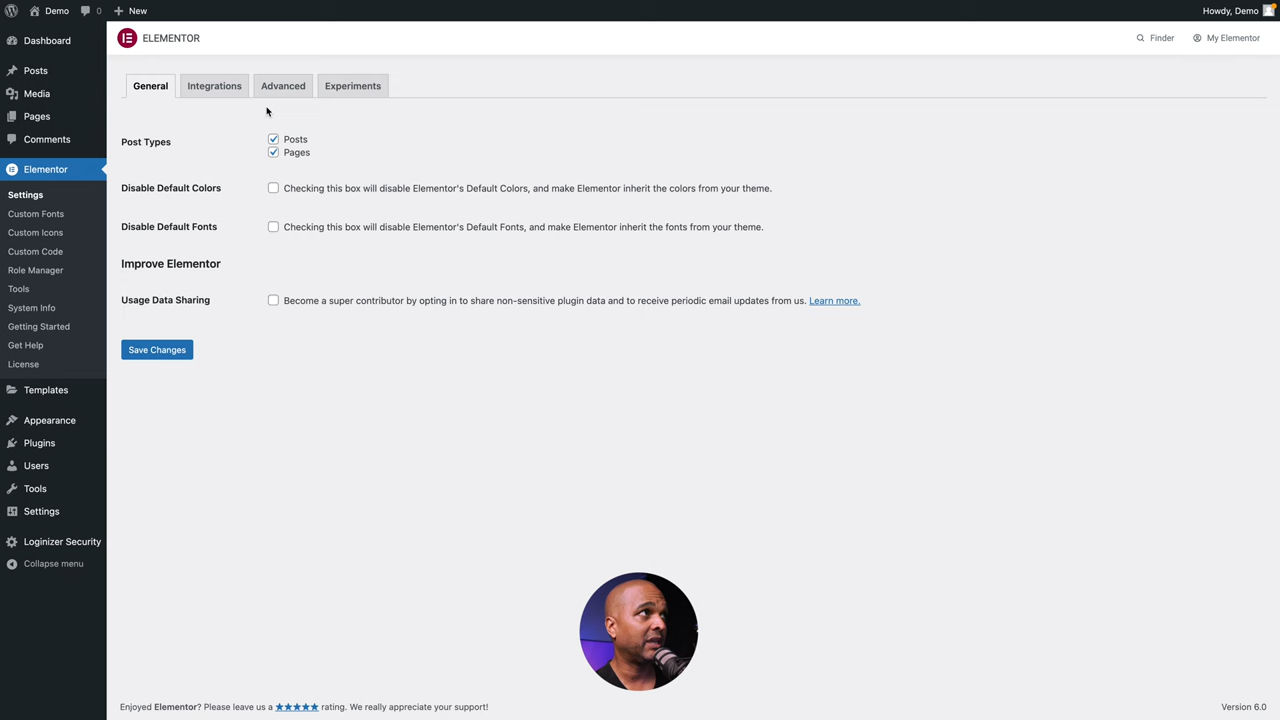 Demo
0
New
Howdy, Demo
Dashboard
Posts
Media
Pages
Comments
Elementor
Settings
Custom Fonts
Custom Icons
Custom Code
Role Manager
Tools
System Info
Getting Started
Get Help
License
Templates
Appearance
Plugins
Users
Tools
Settings
Loginizer Security
Collapse menu
ELEMENTOR
Finder
My Elementor
General
Integrations
Advanced
Experiments
Post Types
Posts
Pages
Disable Default Colors
Checking this box will disable Elementor's Default Colors, and make Elementor inherit the colors from your theme.
Disable Default Fonts
Checking this box will disable Elementor's Default Fonts, and make Elementor inherit the fonts from your theme.
Improve Elementor
Usage Data Sharing
Become a super contributor by opting in to share non-sensitive plugin data and to receive periodic email updates from us. Learn more.
Save Changes
Enjoyed Elementor? Please leave us a ★★★★★ rating. We really appreciate your support!
Version 6.0